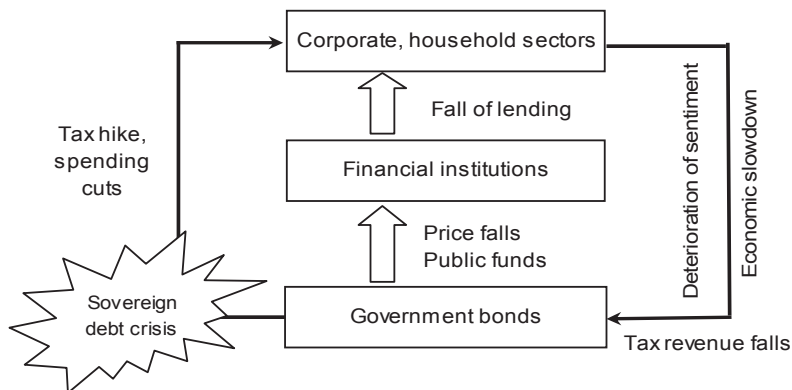 Corporate, household sectors
Fall of lending
Tax hike,
spending
cuts
Financial institutions
Price falls
Public funds
Deterioration of sentiment
Economic slowdown
Sovereign
debt crisis
Government bonds
Tax revenue falls